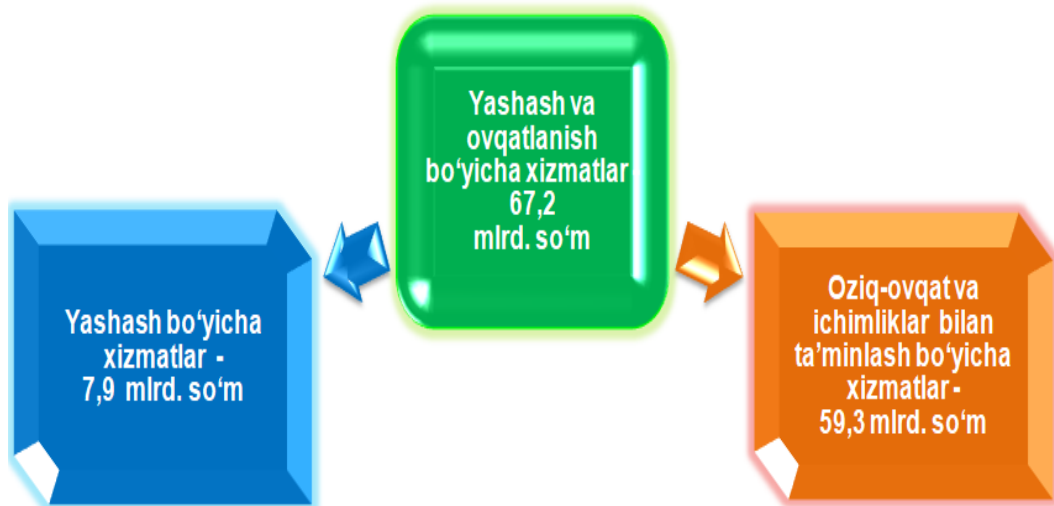 Yashash va
ovqatlanish
bo‘yicha xizmatlar -
67,2
mlrd. so‘m
Yashash bo‘yicha
xizmatlar -
7,9 mlrd. so‘m
Oziq-ovqat va
ichimliklar bilan
ta’minlash bo‘yicha
xizmatlar -
59,3 mlrd. so‘m